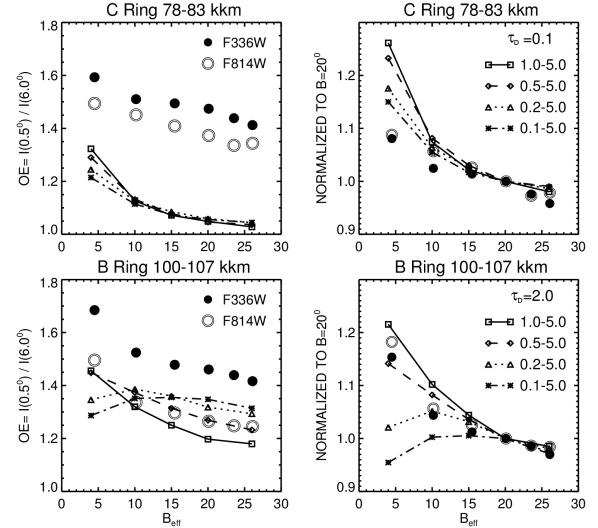 C Ring 78-83 kkm
C Ring 78-83 kkm
1.8
1.6
1.4
1.2
1.0
OE= I(0.5⁰) / I(6.0⁰)
F336W
F814W
0 5 10 15 20 25 30
1.2
1.1
1.0
0.9
NORMALIZED TO B=20⁰
τD =0.1
1.0-5.0
0.5-5.0
0.2-5.0
0.1-5.0
0 5 10 15 20 25 30
B Ring 100-107 kkm
B Ring 100-107 kkm
1.8
1.6
1.4
1.2
1.0
OE= I(0.5⁰) / I(6.0⁰)
F336W
F814W
0 5 10 15 20 25 30
Beff
1.2
1.1
1.0
0.9
NORMALIZED TO B=20⁰
τD=2.0
1.0-5.0
0.5-5.0
0.2-5.0
0.1-5.0
0 5 10 15 20 25 30
Beff